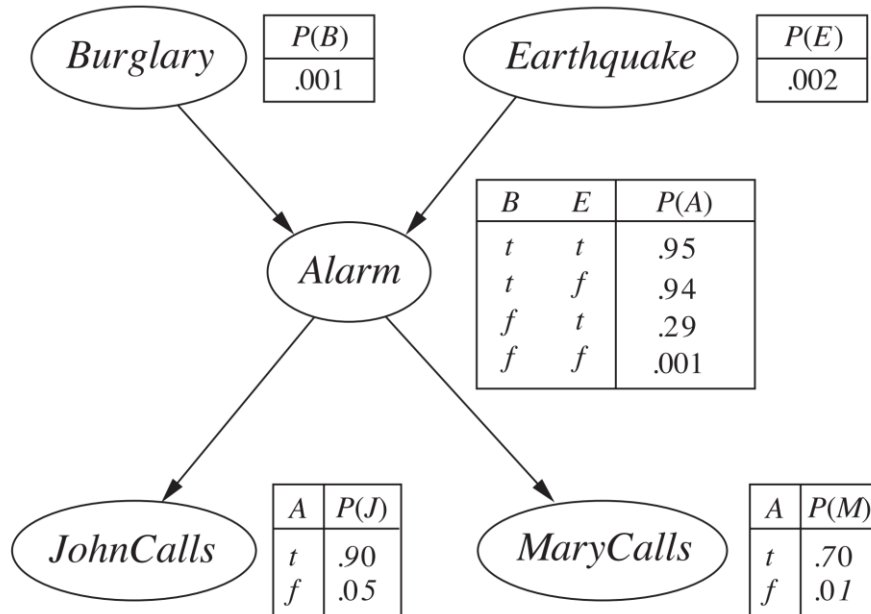 Burglary
P(B)
.001
Earthquake
P(E)
.002
B E P(A)
t t .95
t f .94
f t .29
f f .001
Alarm
JohnCalls
A P(J)
t .90
f .05
MaryCalls
A P(M)
t .70
f .01